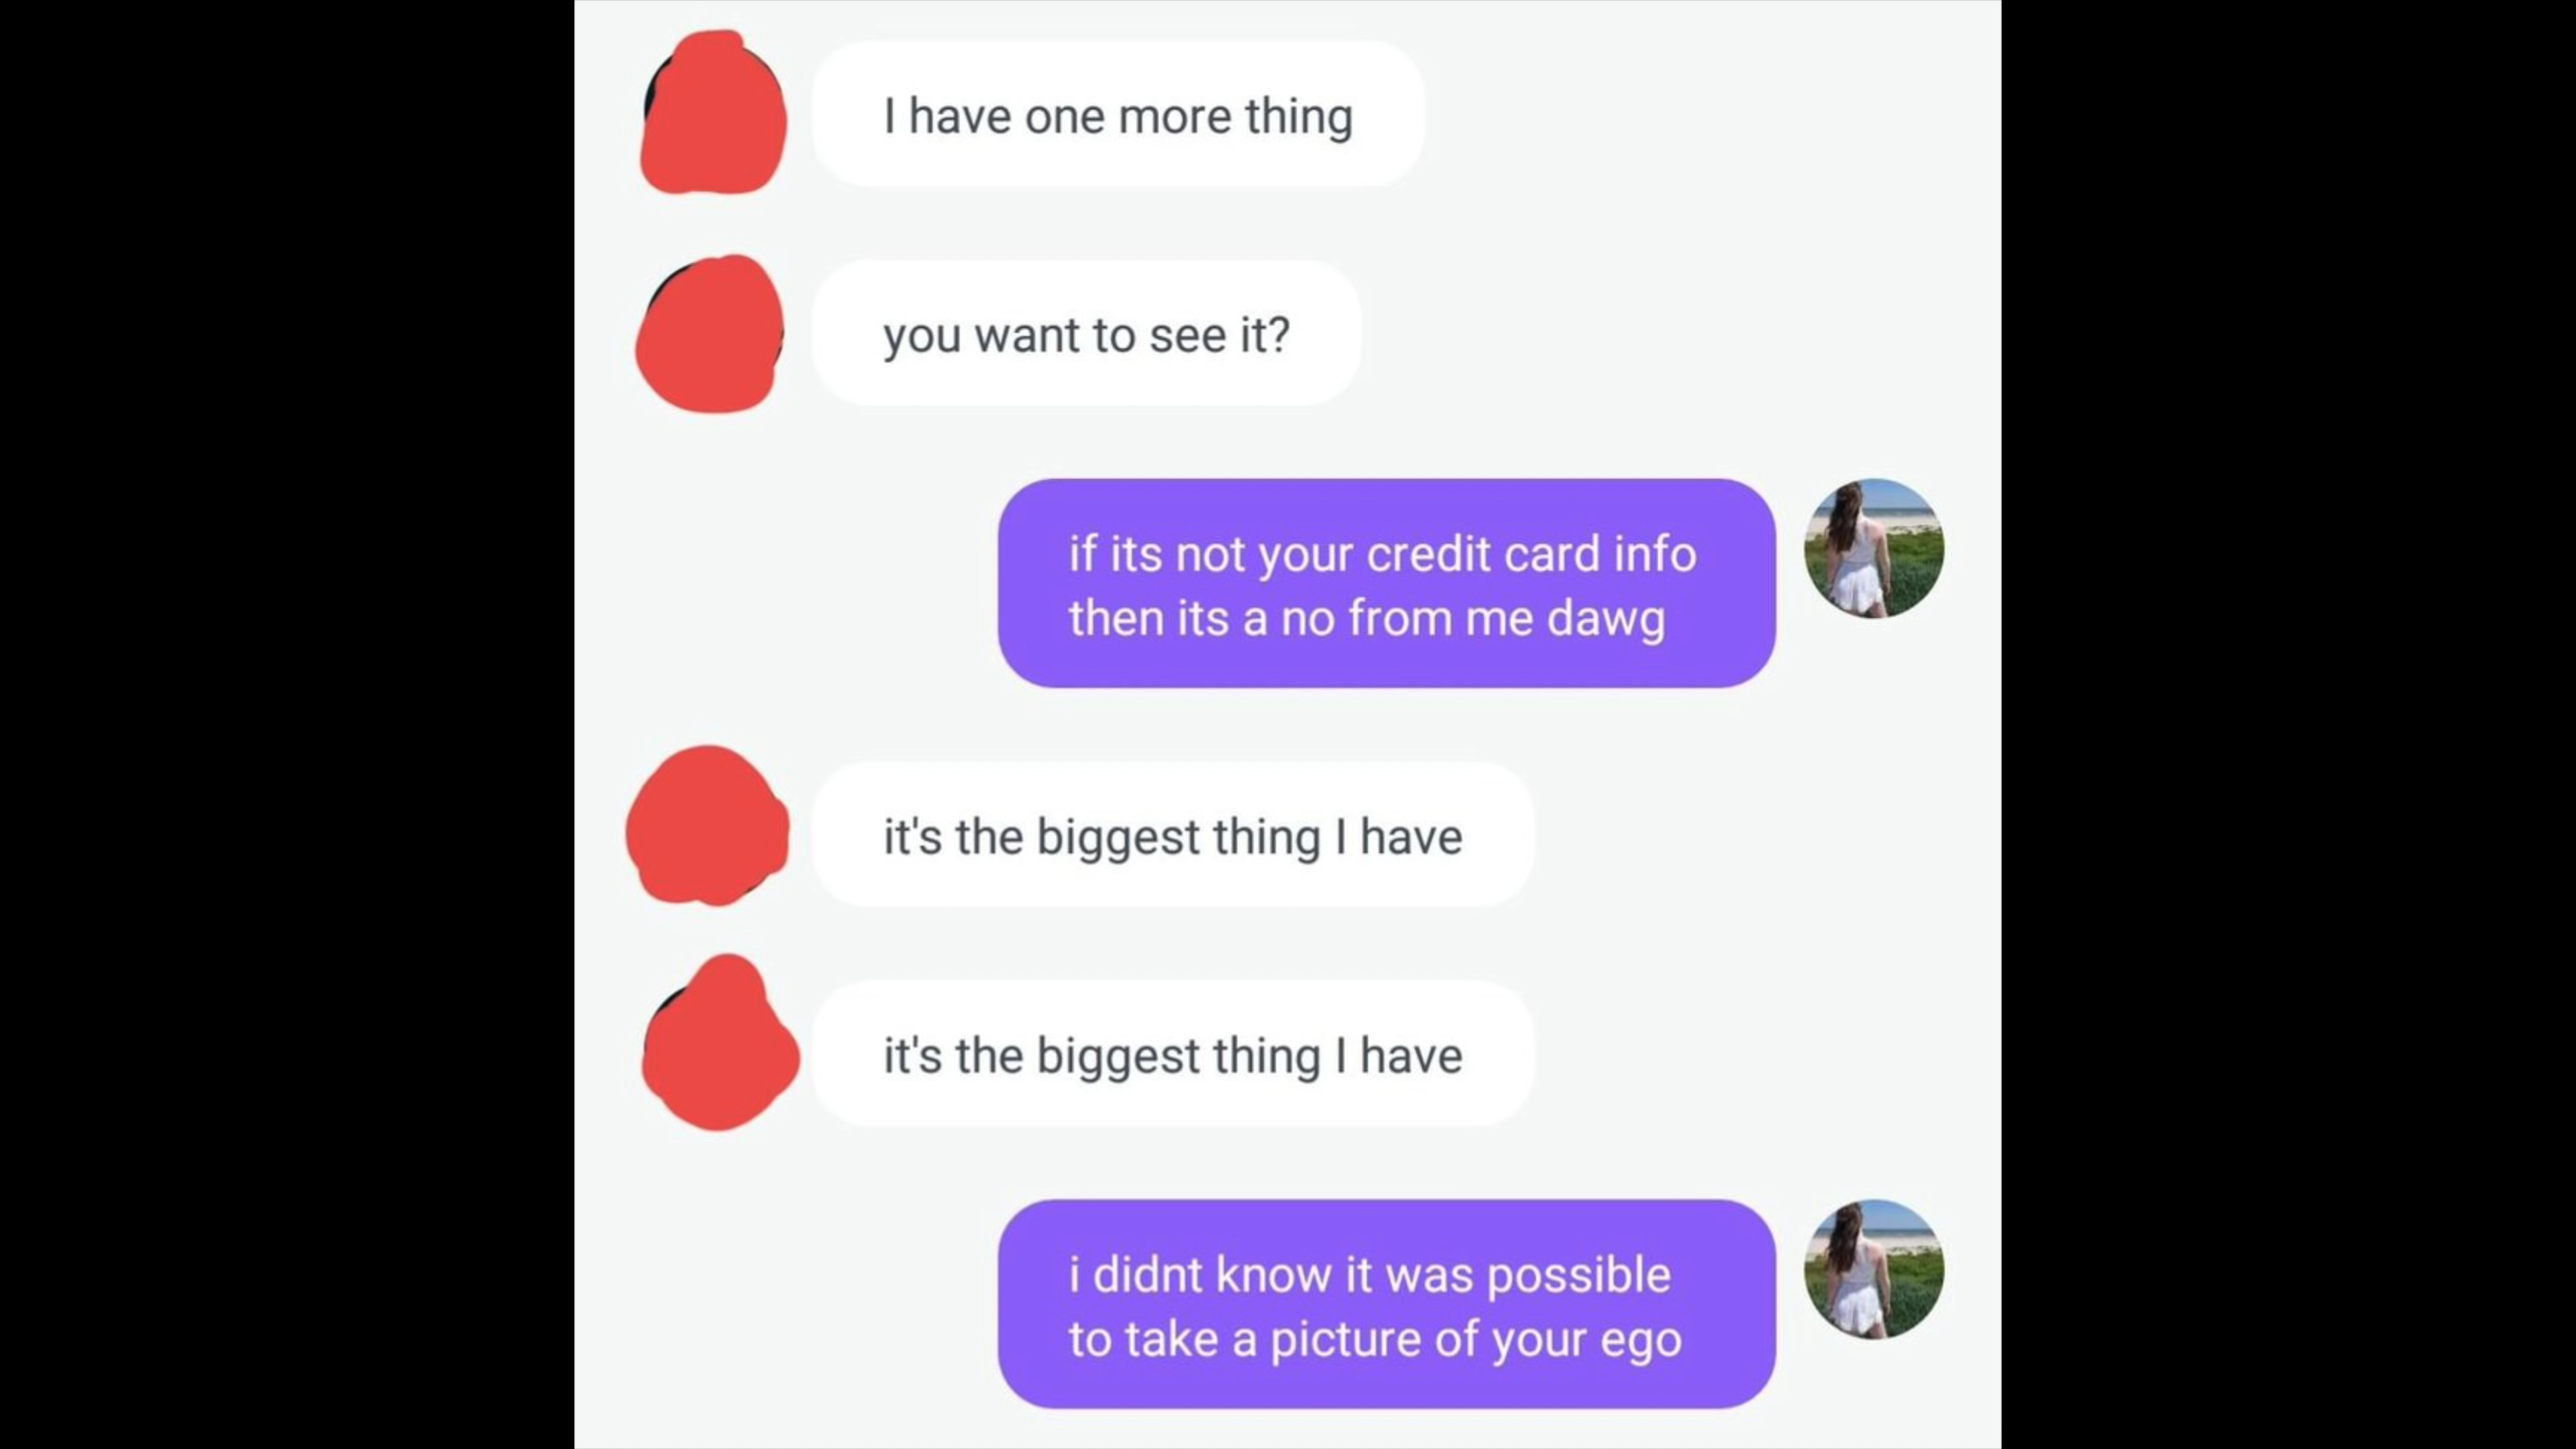 I have one more thing
you want to see it?
if its not your credit card info
then its a no from me dawg
it's the biggest thing I have
it's the biggest thing I have
i didnt know it was possible
to take a picture of your ego